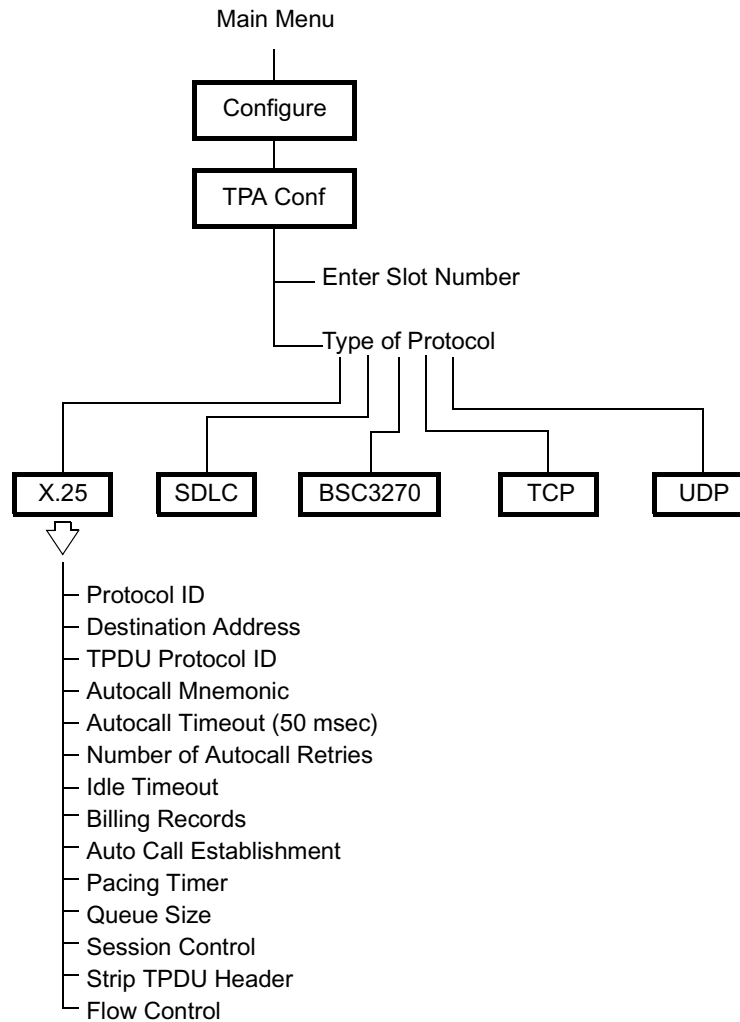 Main Menu
Configure
TPA Conf
Enter Slot Number
Type of Protocol
X.25
SDLC
BSC3270
TCP
UDP
Protocol ID
Destination Address
TPDU Protocol ID
Autocall Mnemonic
Autocall Timeout (50 msec)
Number of Autocall Retries
Idle Timeout
Billing Records
Auto Call Establishment
Pacing Timer
Queue Size
Session Control
Strip TPDU Header
Flow Control